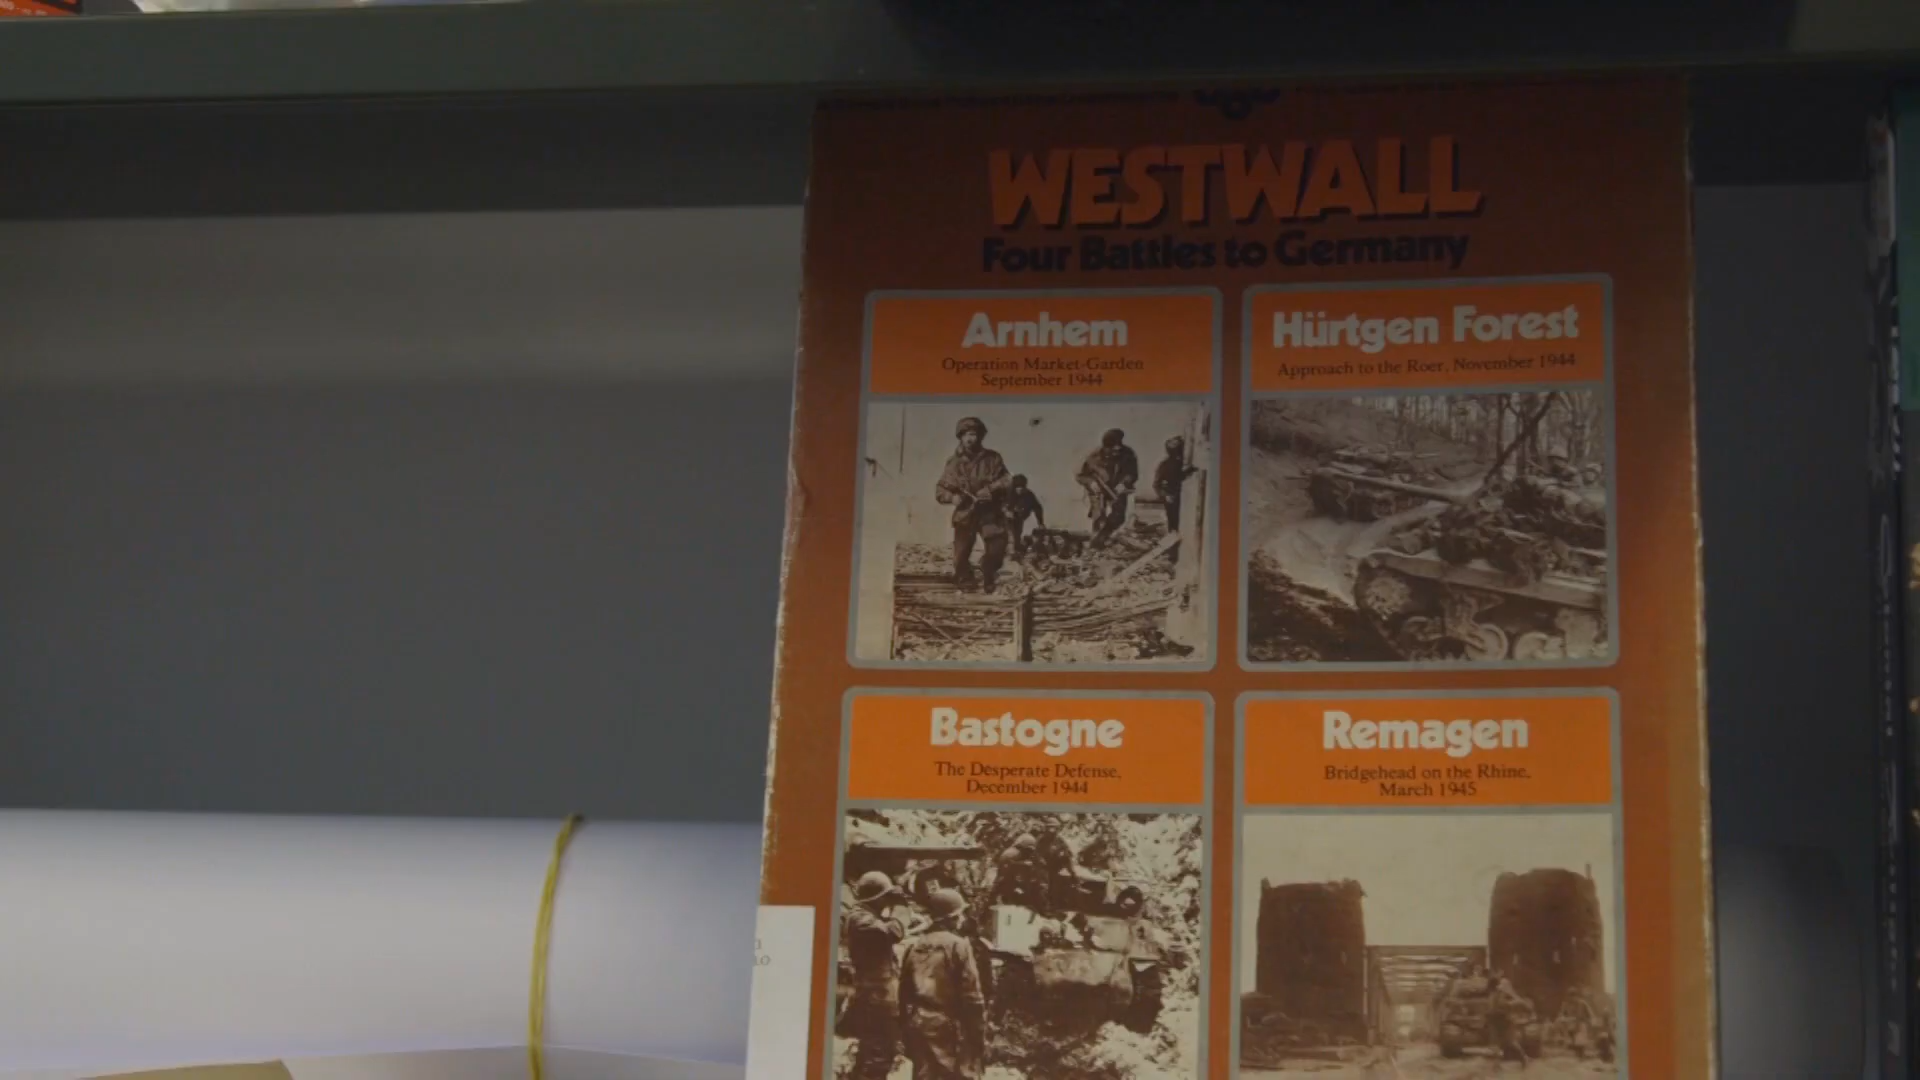 WESTWALL
Four Battles to Germany
Arnhem
Operation Market-Garden
September 1944
Hürtgen Forest
Approach to the Roer, November 1944
Bastogne
The Desperate Defense,
December 1944
Remagen
Bridgehead on the Rhine,
March 1945